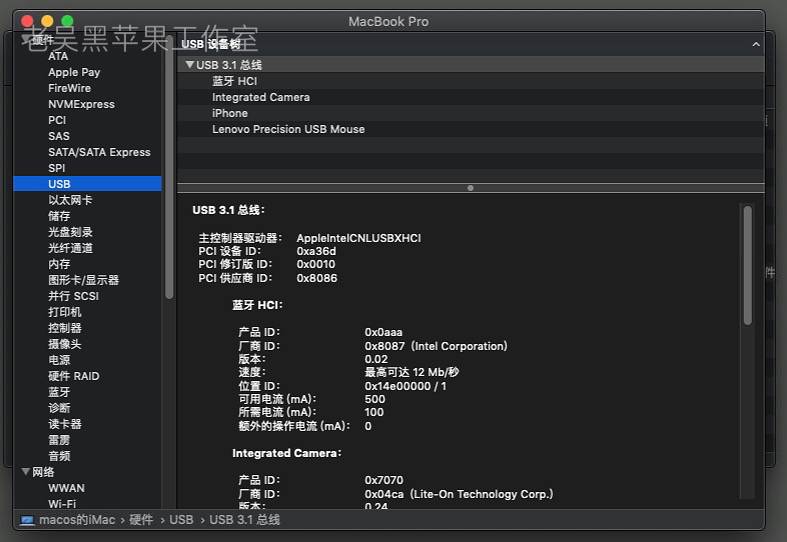 MacBook Pro
老吴黑苹果工作室
硬件
ATA
Apple Pay
FireWire
NVMExpress
PCI
SAS
SATA/SATA Express
SPI
USB
以太网卡
储存
光盘刻录
光纤通道
内存
图形卡/显示器
并行 SCSI
打印机
控制器
摄像头
电源
硬件 RAID
蓝牙
诊断
读卡器
雷雳
音频
网络
WWAN
Wi-Fi
USB 设备树
USB 3.1 总线
蓝牙 HCI
Integrated Camera
iPhone
Lenovo Precision USB Mouse
USB 3.1 总线：
主控制器驱动器： AppleIntelCNLUSBXHCI
PCI 设备 ID： 0xa36d
PCI 修订版 ID： 0x0010
PCI 供应商 ID： 0x8086
蓝牙 HCI：
产品 ID： 0x0aaa
厂商 ID： 0x8087（Intel Corporation）
版本： 0.02
速度： 最高可达 12 Mb/秒
位置 ID： 0x14e00000 / 1
可用电流 (mA)： 500
所需电流 (mA)： 100
额外的操作电流 (mA)： 0
Integrated Camera：
产品 ID： 0x7070
厂商 ID： 0x04ca（Lite-On Technology Corp.）
版本： 0.24
件
macos的iMac › 硬件 › USB › USB 3.1 总线